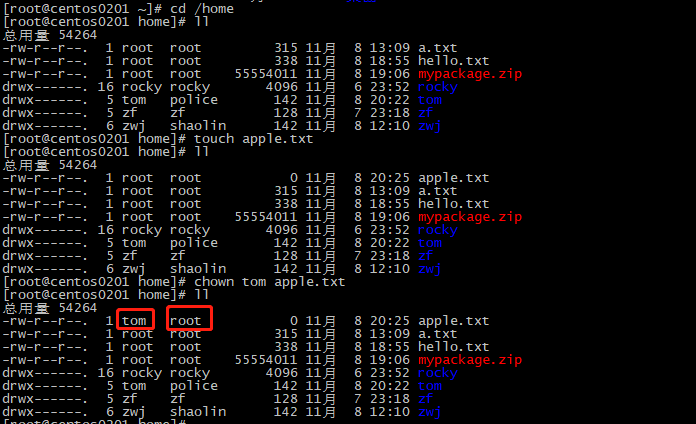 [root@centos0201 ~]# cd /home
[root@centos0201 home]# ll
总用量 54264
-rw-r--r--.  1 root  root         315 11月  8 13:09 a.txt
-rw-r--r--.  1 root  root         338 11月  8 18:55 hello.txt
-rw-r--r--.  1 root  root    55554011 11月  8 19:06 mypackage.zip
drwx------. 16 rocky rocky       4096 11月  6 23:52 rocky
drwx------.  5 tom   police       142 11月  8 20:22 tom
drwx------.  5 zf    zf           128 11月  7 23:18 zf
drwx------.  6 zwj   shaolin      142 11月  8 12:10 zwj
[root@centos0201 home]# touch apple.txt
[root@centos0201 home]# ll
总用量 54264
-rw-r--r--.  1 root  root           0 11月  8 20:25 apple.txt
-rw-r--r--.  1 root  root         315 11月  8 13:09 a.txt
-rw-r--r--.  1 root  root         338 11月  8 18:55 hello.txt
-rw-r--r--.  1 root  root    55554011 11月  8 19:06 mypackage.zip
drwx------. 16 rocky rocky       4096 11月  6 23:52 rocky
drwx------.  5 tom   police       142 11月  8 20:22 tom
drwx------.  5 zf    zf           128 11月  7 23:18 zf
drwx------.  6 zwj   shaolin      142 11月  8 12:10 zwj
[root@centos0201 home]# chown tom apple.txt
[root@centos0201 home]# ll
总用量 54264
-rw-r--r--.  1 tom   root           0 11月  8 20:25 apple.txt
-rw-r--r--.  1 root  root         315 11月  8 13:09 a.txt
-rw-r--r--.  1 root  root         338 11月  8 18:55 hello.txt
-rw-r--r--.  1 root  root    55554011 11月  8 19:06 mypackage.zip
drwx------. 16 rocky rocky       4096 11月  6 23:52 rocky
drwx------.  5 tom   police       142 11月  8 20:22 tom
drwx------.  5 zf    zf           128 11月  7 23:18 zf
drwx------.  6 zwj   shaolin      142 11月  8 12:10 zwj
[root@centos0201 home]#